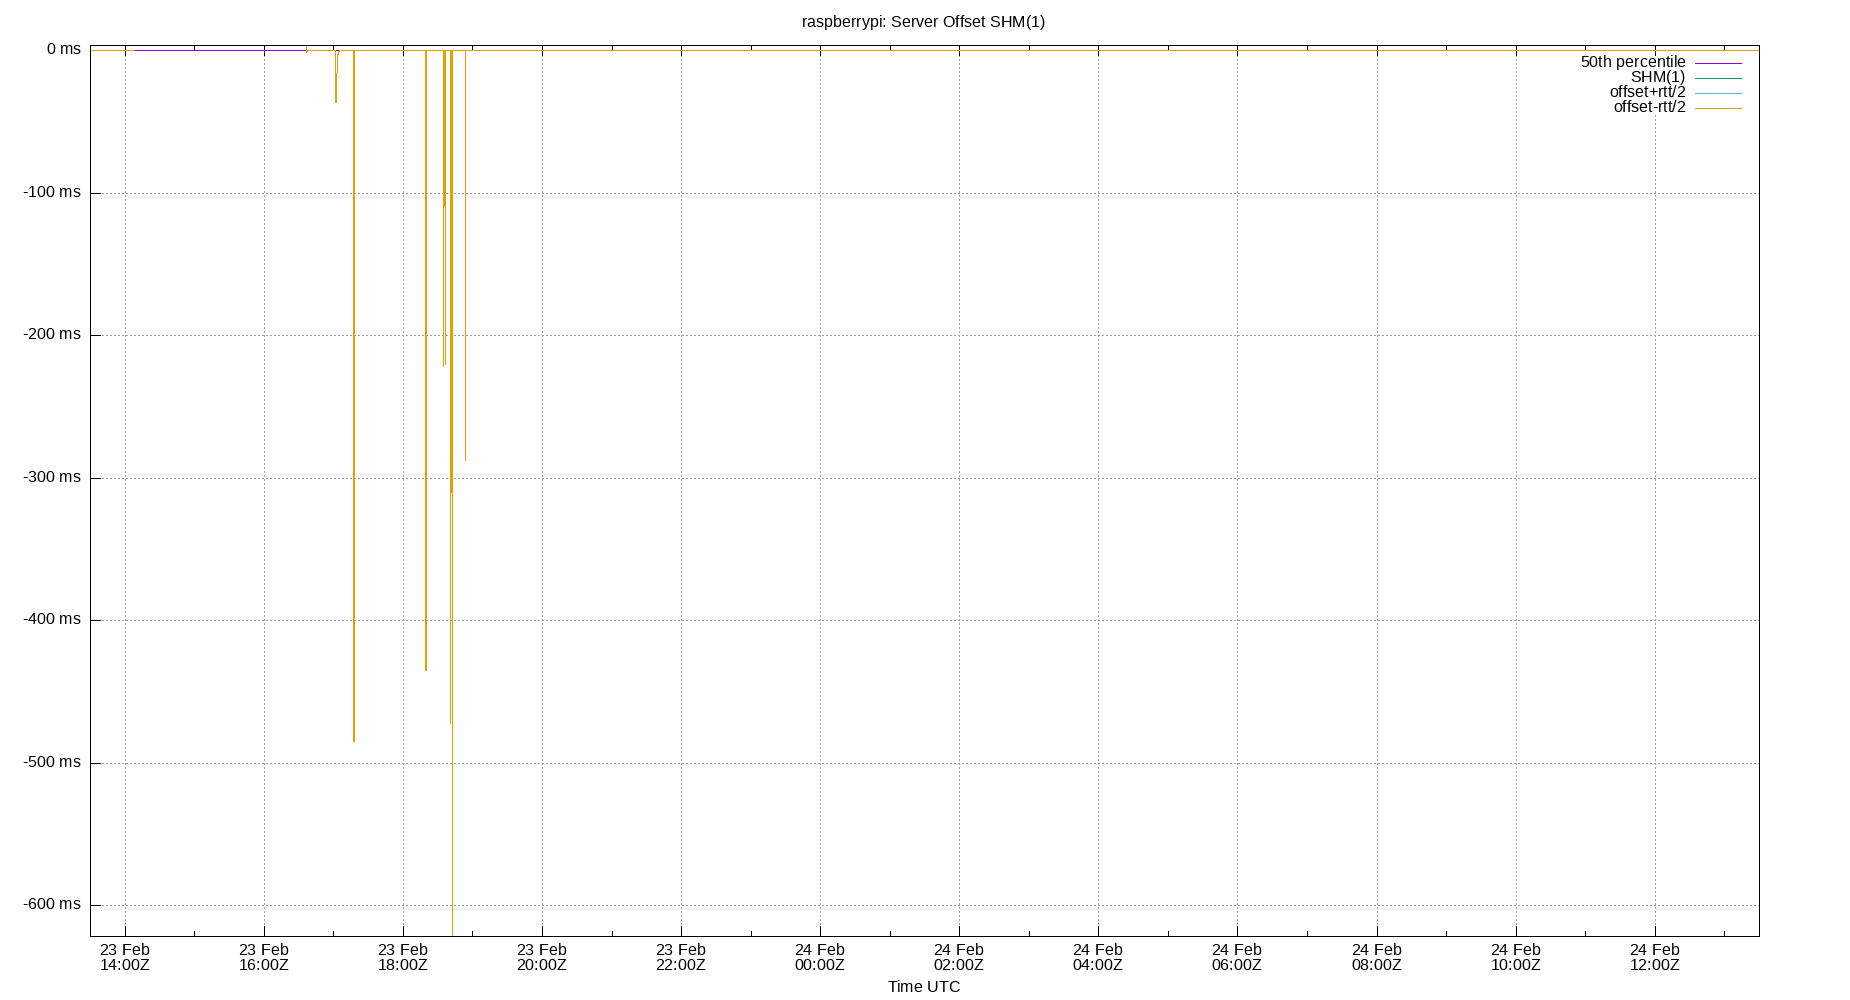 raspberrypi: Server Offset SHM(1)
0 ms
50th percentile
SHM(1)
offset+rtt/2
offset-rtt/2
-100 ms
-200 ms
-300 ms
-400 ms
-500 ms
-600 ms
23 Feb 23 Feb 23 Feb 23 Feb 23 Feb 24 Feb 24 Feb 24 Feb 24 Feb 24 Feb 24 Feb 24 Feb
14:00Z 16:00Z 18:00Z 20:00Z 22:00Z 00:00Z 02:00Z 04:00Z 06:00Z 08:00Z 10:00Z 12:00Z
Time UTC